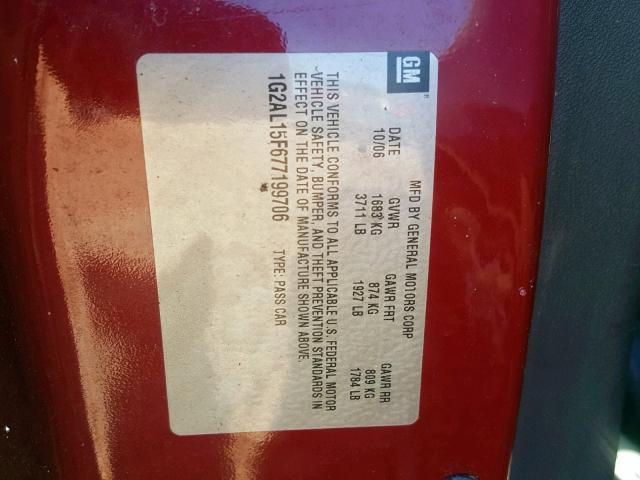 GM®
MFD BY GENERAL MOTORS CORP
DATE GVWR GAWR FRT GAWR RR
10/06 1683 KG 874 KG 809 KG
3711 LB 1927 LB 1784 LB
THIS VEHICLE CONFORMS TO ALL APPLICABLE U.S. FEDERAL MOTOR
VEHICLE SAFETY, BUMPER, AND THEFT PREVENTION STANDARDS IN
EFFECT ON THE DATE OF MANUFACTURE SHOWN ABOVE.
1G2AL15F677199706 TYPE: PASS CAR